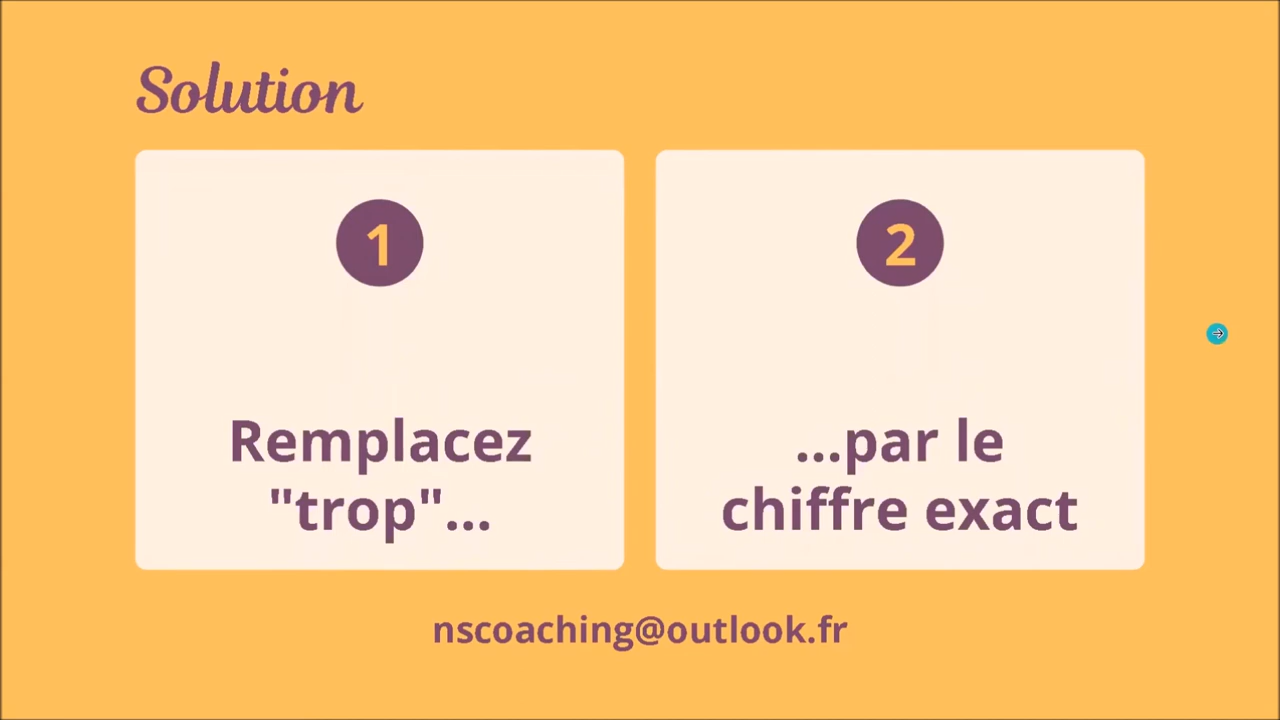 Solution
1
Remplacez
"trop"...
2
...par le
chiffre exact
nscoaching@outlook.fr